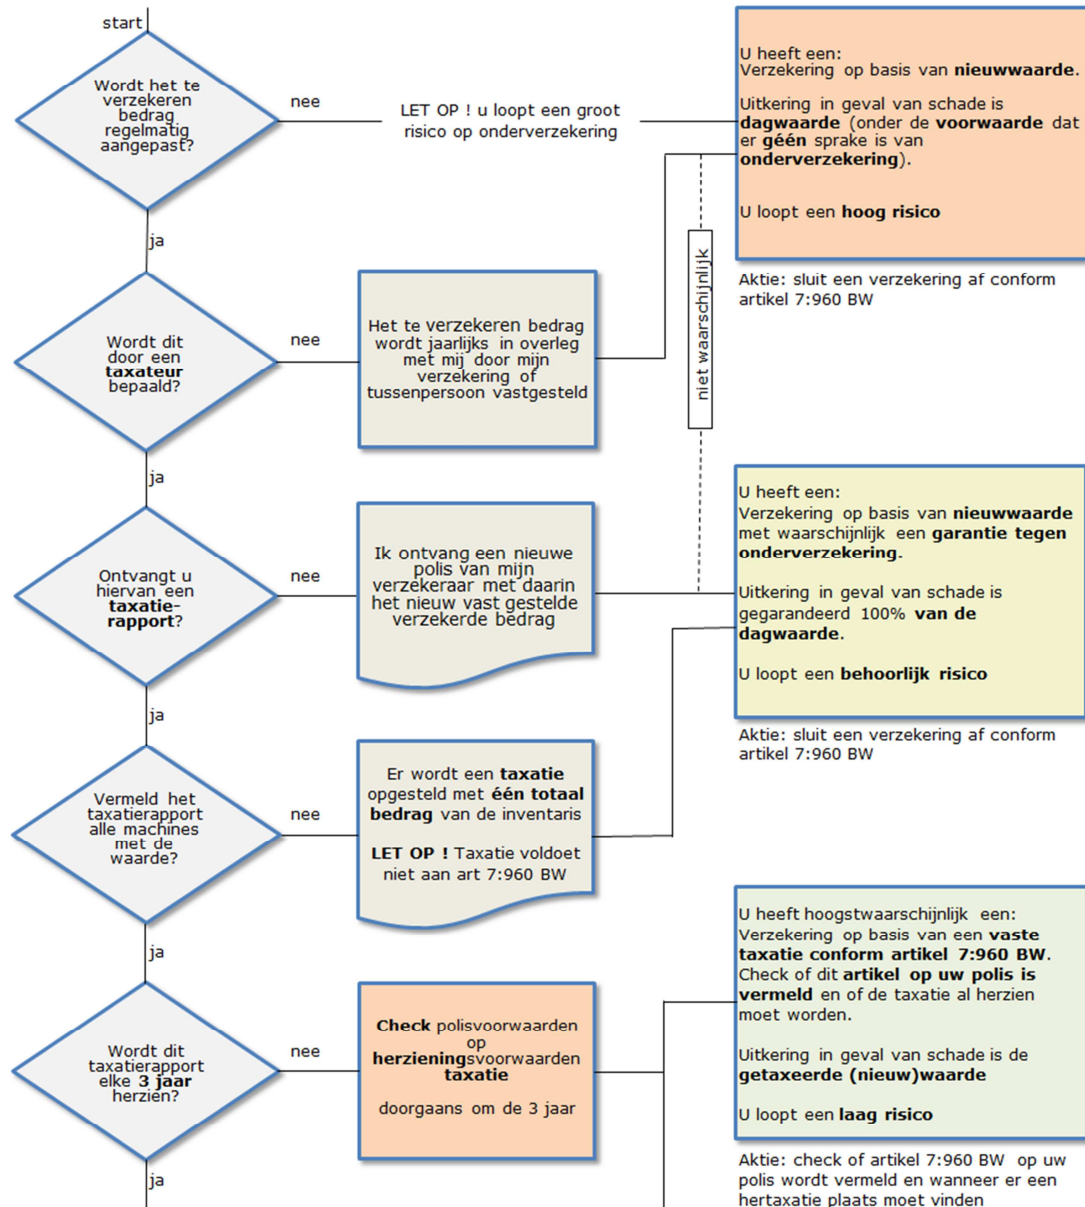 start
Wordt het te
verzekeren
bedrag
regelmatig
aangepast?
nee
LET OP ! u loopt een groot
risico op onderverzekering
U heeft een:
Verzekering op basis van nieuwwaarde.
Uitkering in geval van schade is
dagwaarde (onder de voorwaarde dat
er géén sprake is van
onderverzekering).
U loopt een hoog risico
Aktie: sluit een verzekering af conform
artikel 7:960 BW
ja
Wordt dit
door een
taxateur
bepaald?
nee
Het te verzekeren bedrag
wordt jaarlijks in overleg
met mij door mijn
verzekering of
tussenpersoon vastgesteld
niet waarschijnlijk
ja
Ontvangt u
hiervan een
taxatie-
rapport?
nee
Ik ontvang een nieuwe
polis van mijn
verzekeraar met daarin
het nieuw vast gestelde
verzekerde bedrag
U heeft een:
Verzekering op basis van nieuwwaarde
met waarschijnlijk een garantie tegen
onderverzekering.
Uitkering in geval van schade is
gegarandeerd 100% van de
dagwaarde.
U loopt een behoorlijk risico
Aktie: sluit een verzekering af conform
artikel 7:960 BW
ja
Vermeld het
taxatierapport
alle machines
met de
waarde?
nee
Er wordt een taxatie
opgesteld met één totaal
bedrag van de inventaris
LET OP ! Taxatie voldoet
niet aan art 7:960 BW
ja
Wordt dit
taxatierapport
elke 3 jaar
herzien?
nee
Check polisvoorwaarden
op
herzieningsvoorwaarden
taxatie
doorgaans om de 3 jaar
U heeft hoogstwaarschijnlijk een:
Verzekering op basis van een vaste
taxatie conform artikel 7:960 BW.
Check of dit artikel op uw polis is
vermeld en of de taxatie al herzien
moet worden.
Uitkering in geval van schade is de
getaxeerde (nieuw)waarde
U loopt een laag risico
Aktie: check of artikel 7:960 BW op uw
polis wordt vermeld en wanneer er een
hertaxatie plaats moet vinden
ja